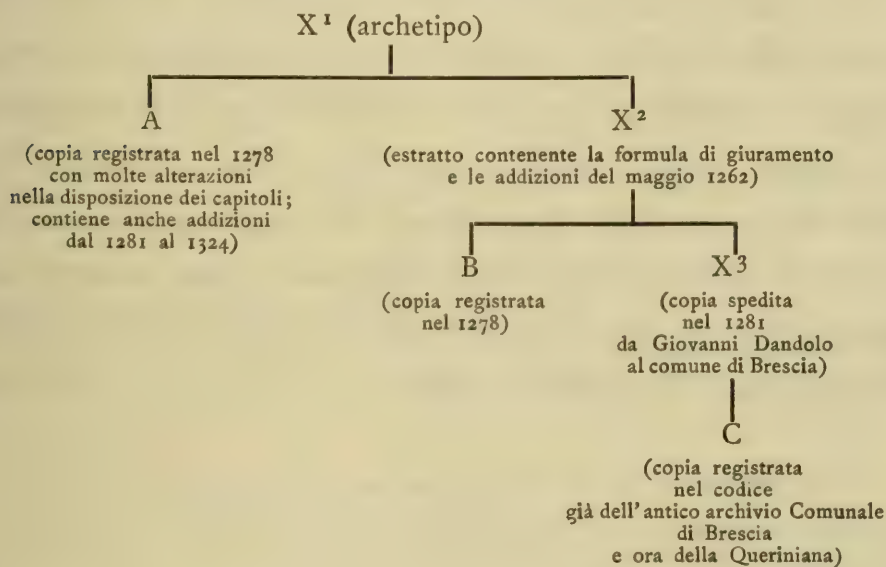 X¹ (archetipo)
A
(copia registrata nel 1278
con molte alterazioni
nella disposizione dei capitoli;
contiene anche addizioni
dal 1281 al 1324)
X²
(estratto contenente la formula di giuramento
e le addizioni del maggio 1262)
B
(copia registrata
nel 1278)
X³
(copia spedita
nel 1281
da Giovanni Dandolo
al comune di Brescia)
C
(copia registrata
nel codice
già dell'antico archivio Comunale
di Brescia
e ora della Queriniana)